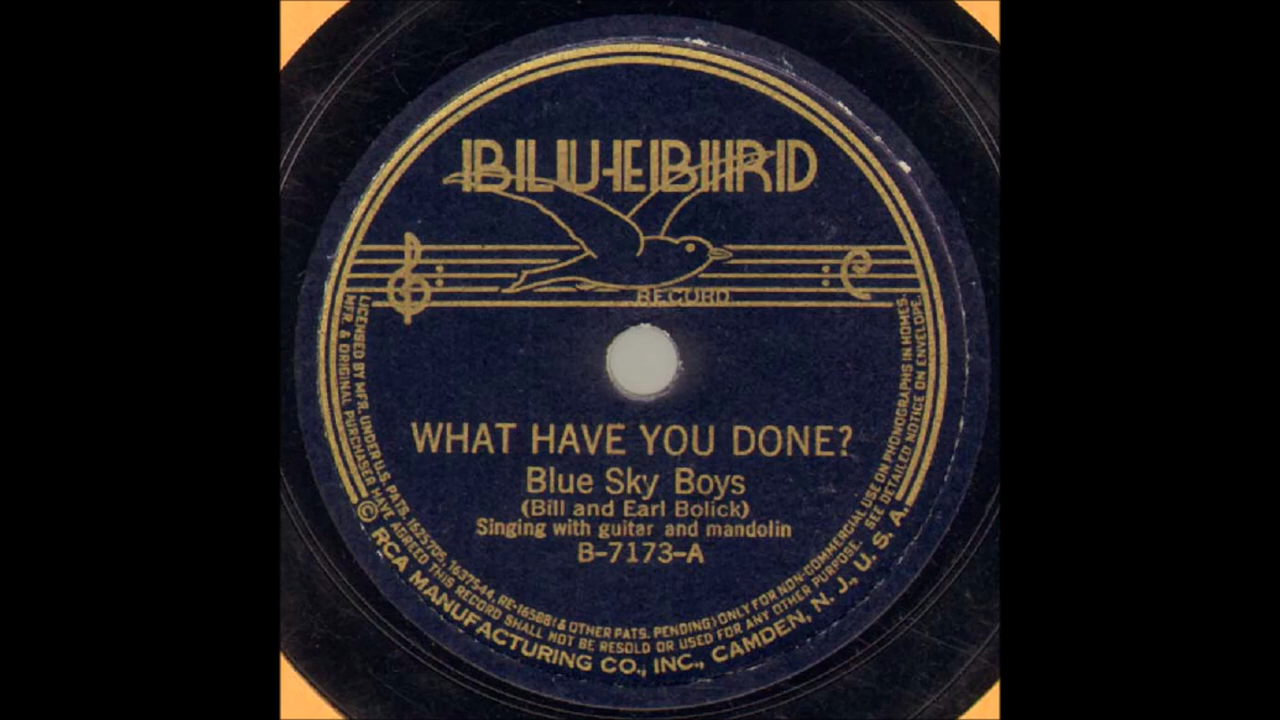 BLUEBIRD
RECORD
WHAT HAVE YOU DONE?
Blue Sky Boys
(Bill and Earl Bolick)
Singing with guitar and mandolin
B-7173-A
LICENSED BY MFR. UNDER U.S. PATS. 1625705, 1637544, RE-16588 (& OTHER PATS. PENDING) ONLY FOR NON-COMMERCIAL USE ON PHONOGRAPHS IN HOMES.
MFR. & ORIGINAL PURCHASER HAVE AGREED THIS RECORD SHALL NOT BE RESOLD OR USED FOR ANY OTHER PURPOSE. SEE DETAILED NOTICE ON ENVELOPE.
© RCA MANUFACTURING CO., INC., CAMDEN, N. J., U. S. A.